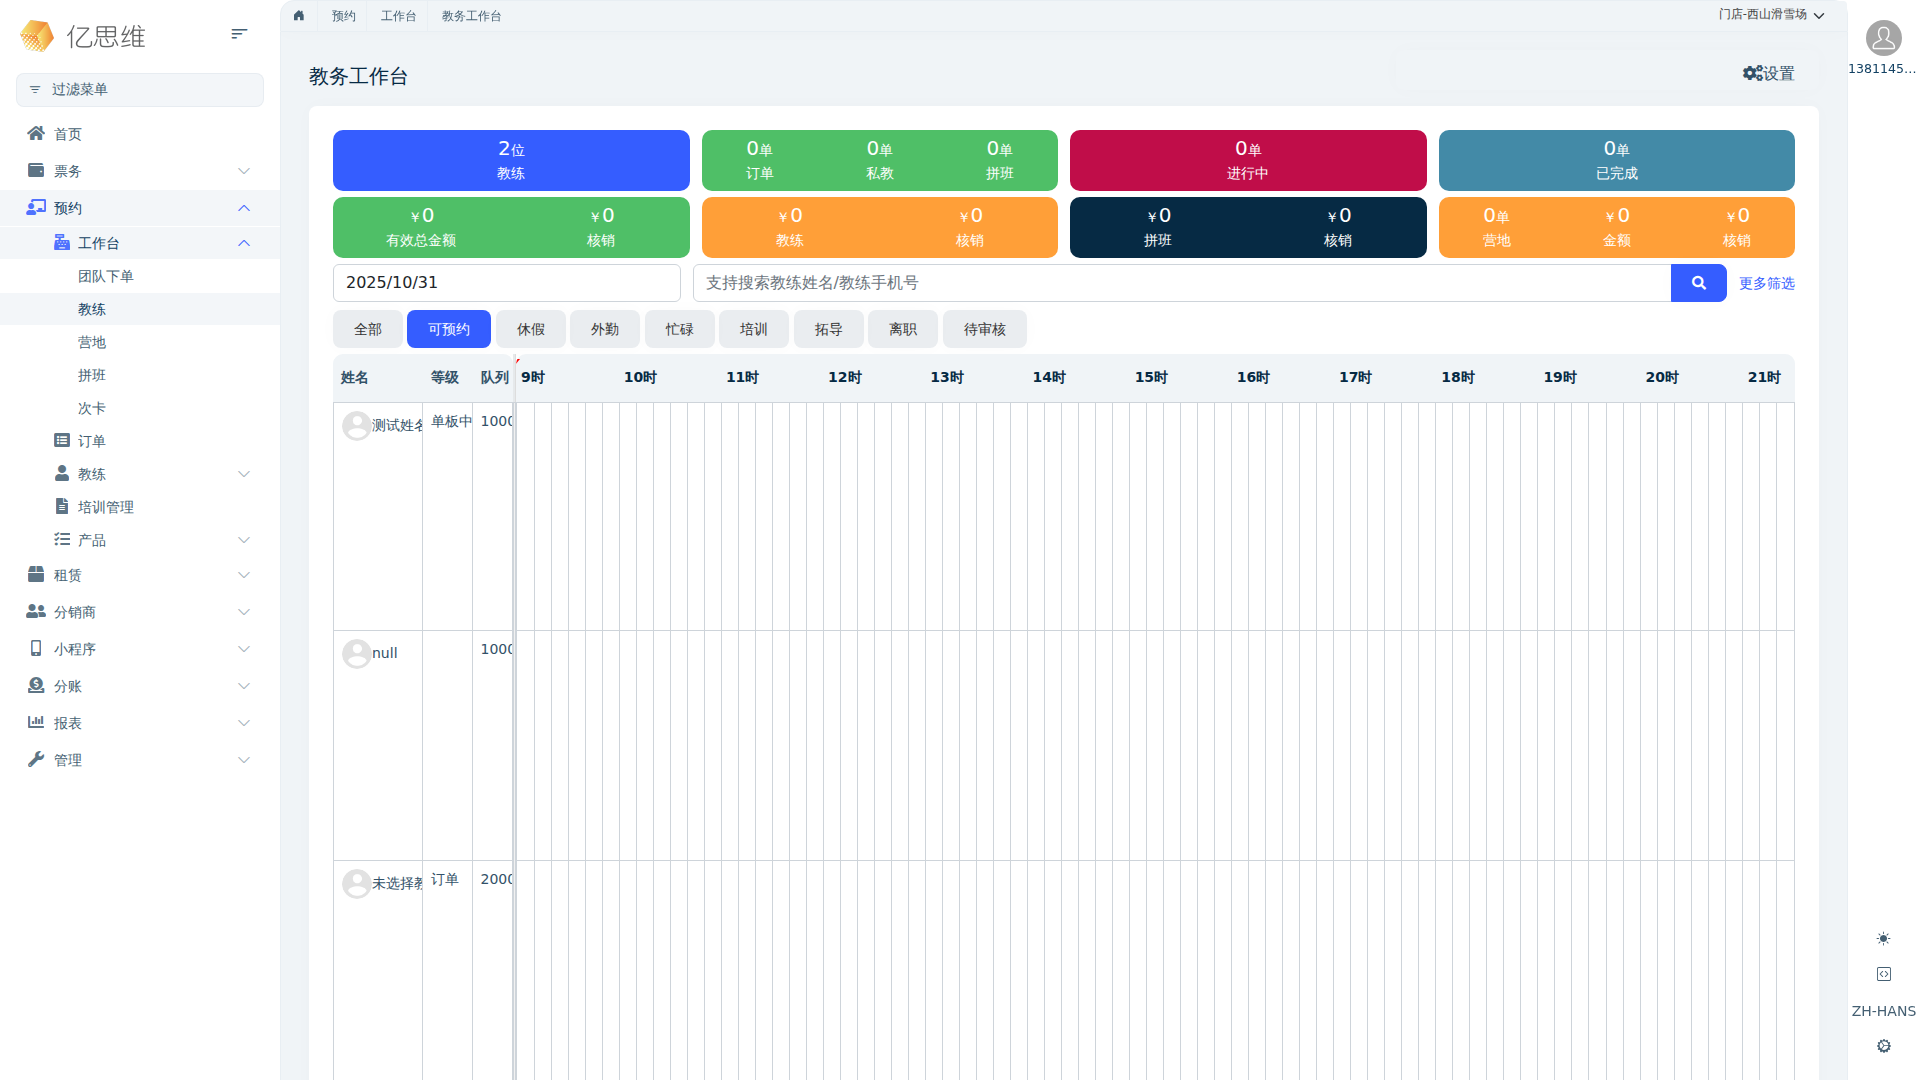 亿思维
过滤菜单
首页
票务
预约
工作台
团队下单
教练
营地
拼班
次卡
订单
教练
培训管理
产品
租赁
分销商
小程序
分账
报表
管理
预约 工作台 教务工作台
门店-西山滑雪场
1381145...
教务工作台
设置
2位
教练
0单 0单 0单
订单 私教 拼班
0单
进行中
0单
已完成
¥0 ¥0
有效总金额 核销
¥0 ¥0
教练 核销
¥0 ¥0
拼班 核销
0单 ¥0 ¥0
营地 金额 核销
2025/10/31
支持搜索教练姓名/教练手机号
更多筛选
全部 可预约 休假 外勤 忙碌 培训 拓导 离职 待审核
姓名 等级 队列 9时 10时 11时 12时 13时 14时 15时 16时 17时 18时 19时 20时 21时
测试姓名 单板中 1000
null 1000
未选择教 订单 2000
ZH-HANS